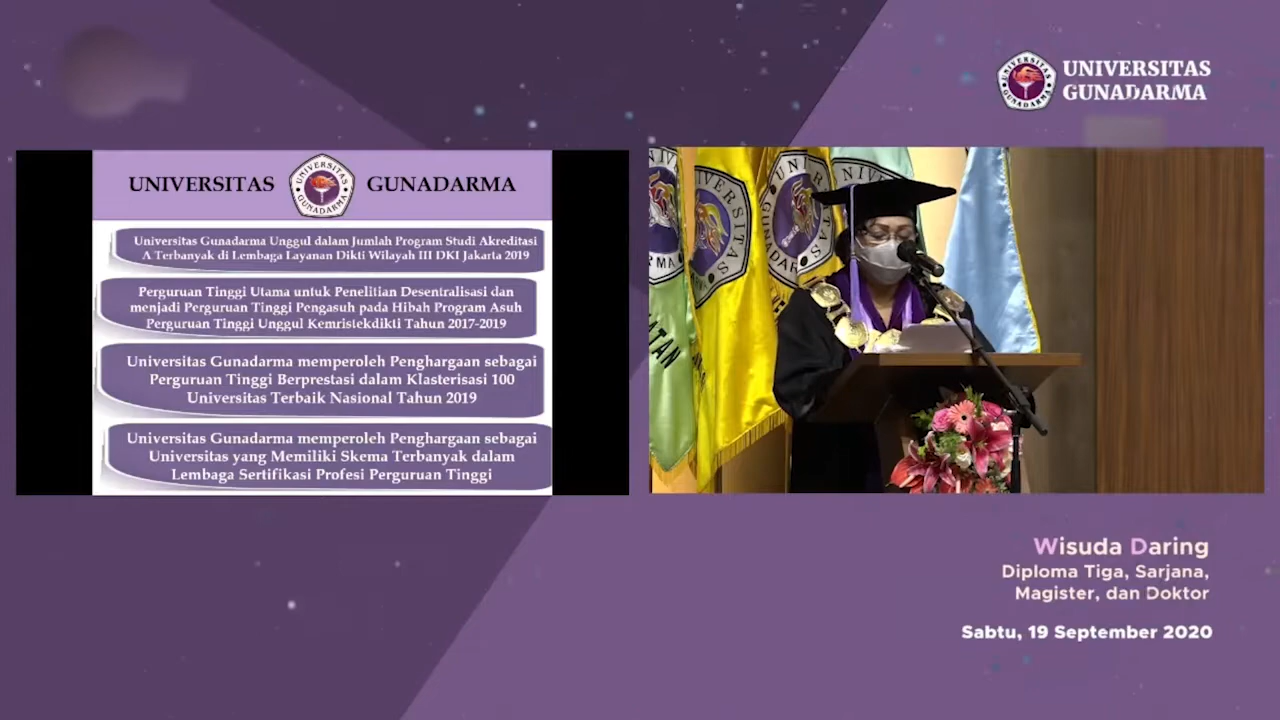 UNIVERSITAS
GUNADARMA
UNIVERSITAS GUNADARMA
UNIVERSITAS GUNADARMA
Universitas Gunadarma Unggul dalam Jumlah Program Studi Akreditasi
A Terbanyak di Lembaga Layanan Dikti Wilayah III DKI Jakarta 2019
Perguruan Tinggi Utama untuk Penelitian Desentralisasi dan
menjadi Perguruan Tinggi Pengasuh pada Hibah Program Asuh
Perguruan Tinggi Unggul Kemristekdikti Tahun 2017-2019
Universitas Gunadarma memperoleh Penghargaan sebagai
Perguruan Tinggi Berprestasi dalam Klasterisasi 100
Universitas Terbaik Nasional Tahun 2019
Universitas Gunadarma memperoleh Penghargaan sebagai
Universitas yang Memiliki Skema Terbanyak dalam
Lembaga Sertifikasi Profesi Perguruan Tinggi
Wisuda Daring
Diploma Tiga, Sarjana,
Magister, dan Doktor
Sabtu, 19 September 2020